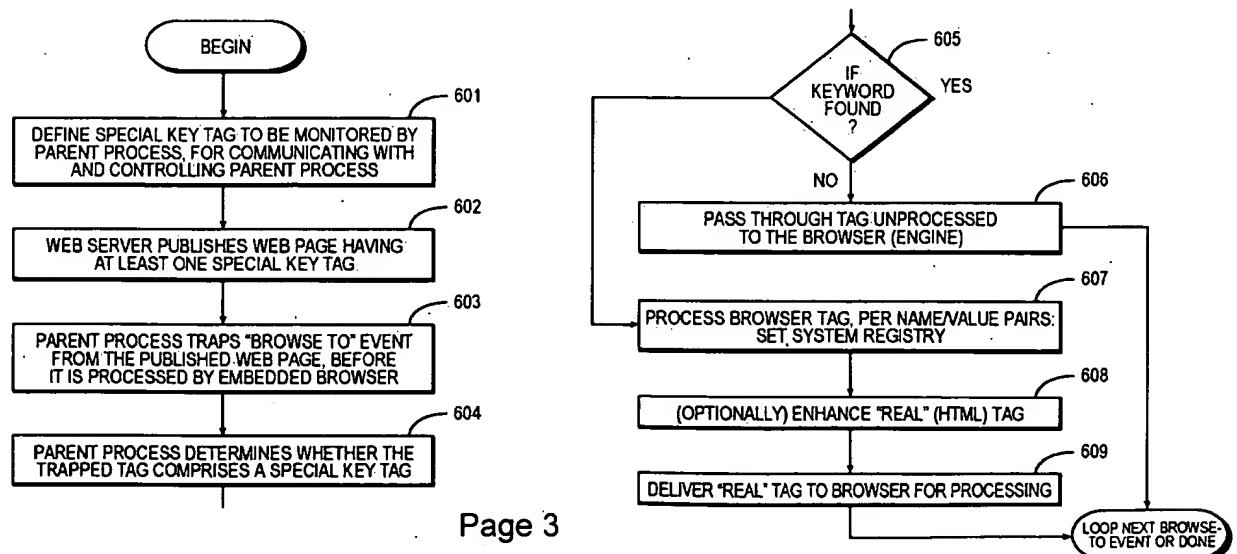 BEGIN
601
DEFINE SPECIAL KEY TAG TO BE MONITORED BY
PARENT PROCESS, FOR COMMUNICATING WITH
AND CONTROLLING PARENT PROCESS
602
WEB SERVER PUBLISHES WEB PAGE HAVING
AT LEAST ONE SPECIAL KEY TAG
603
PARENT PROCESS TRAPS "BROWSE TO" EVENT
FROM THE PUBLISHED WEB PAGE, BEFORE
IT IS PROCESSED BY EMBEDDED BROWSER
604
PARENT PROCESS DETERMINES WHETHER THE
TRAPPED TAG COMPRISES A SPECIAL KEY TAG
605
IF
KEYWORD
FOUND
?
YES
NO
606
PASS THROUGH TAG UNPROCESSED
TO THE BROWSER (ENGINE)
607
PROCESS BROWSER TAG, PER NAME/VALUE PAIRS:
SET SYSTEM REGISTRY
608
(OPTIONALLY) ENHANCE "REAL" (HTML) TAG
609
DELIVER "REAL" TAG TO BROWSER FOR PROCESSING
LOOP NEXT BROWSE-
TO EVENT OR DONE
Page 3